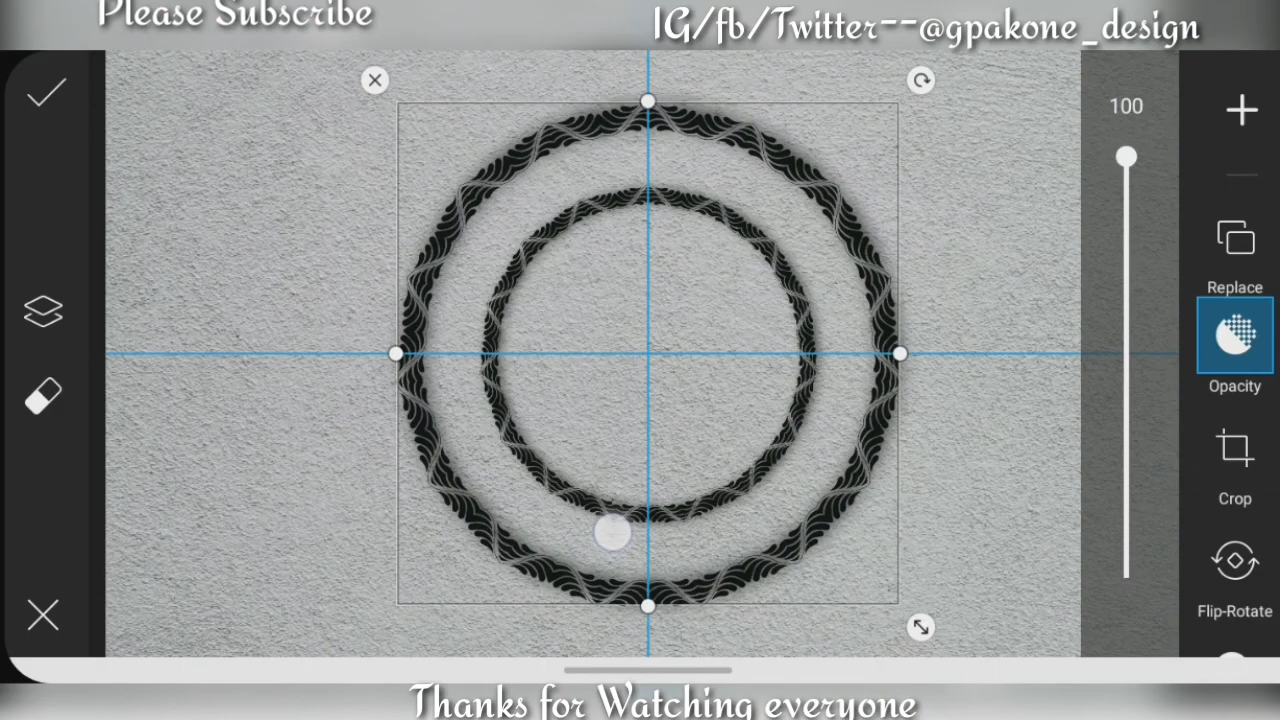 Please Subscribe
IG/fb/Twitter--@gpakone_design
100
Replace
Opacity
Crop
Flip-Rotate
Thanks for Watching everyone